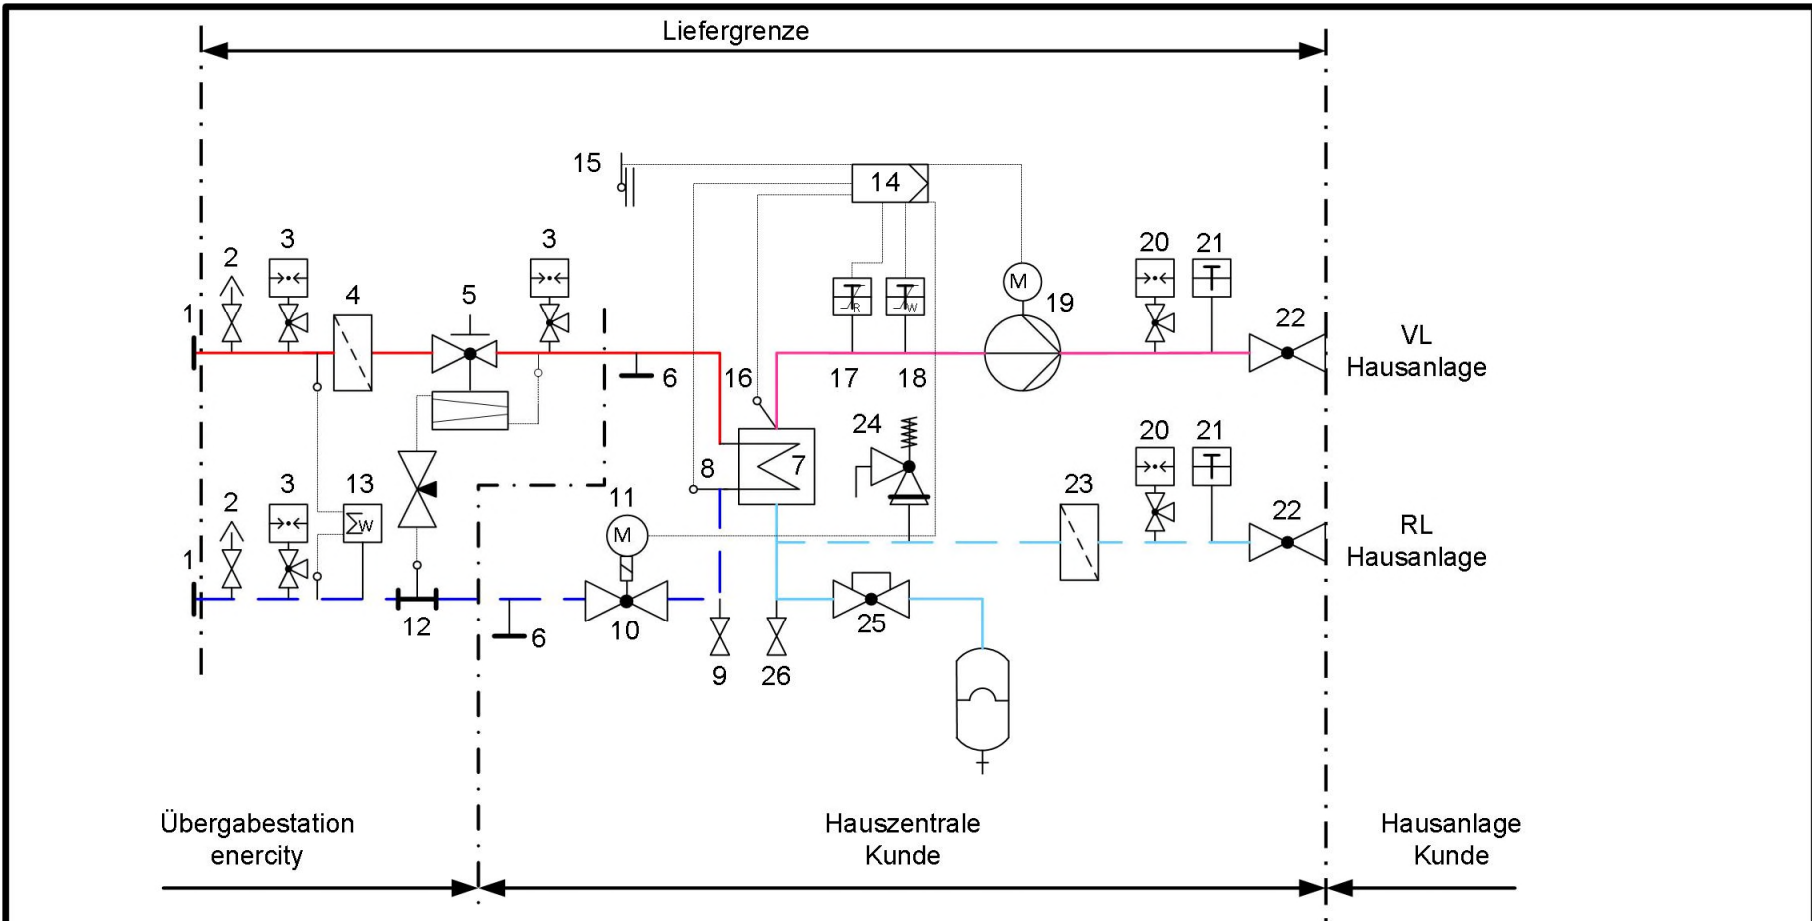 Liefergrenze
15
14
2
3
4
5
3
M
19
20
21
22
VL
Hausanlage
1
R
W
6
16
17
18
24
8
7
2
3
13
ΣW
11
M
23
20
21
22
RL
Hausanlage
1
12
6
10
9
26
25
Übergabestation
enercity
Hauszentrale
Kunde
Hausanlage
Kunde